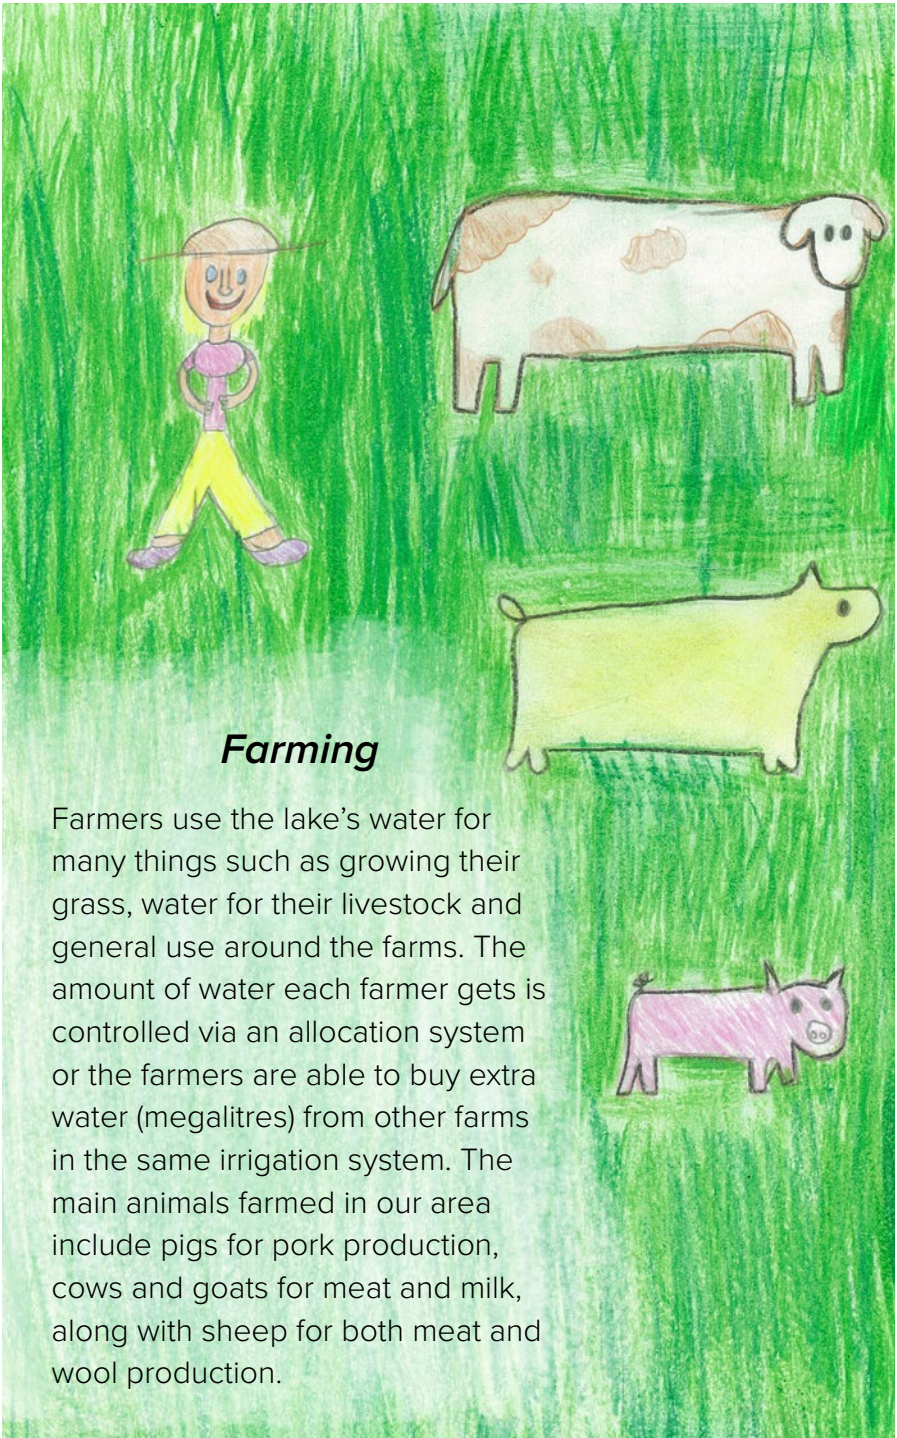 Farming
Farmers use the lake’s water for
many things such as growing their
grass, water for their livestock and
general use around the farms. The
amount of water each farmer gets is
controlled via an allocation system
or the farmers are able to buy extra
water (megalitres) from other farms
in the same irrigation system. The
main animals farmed in our area
include pigs for pork production,
cows and goats for meat and milk,
along with sheep for both meat and
wool production.